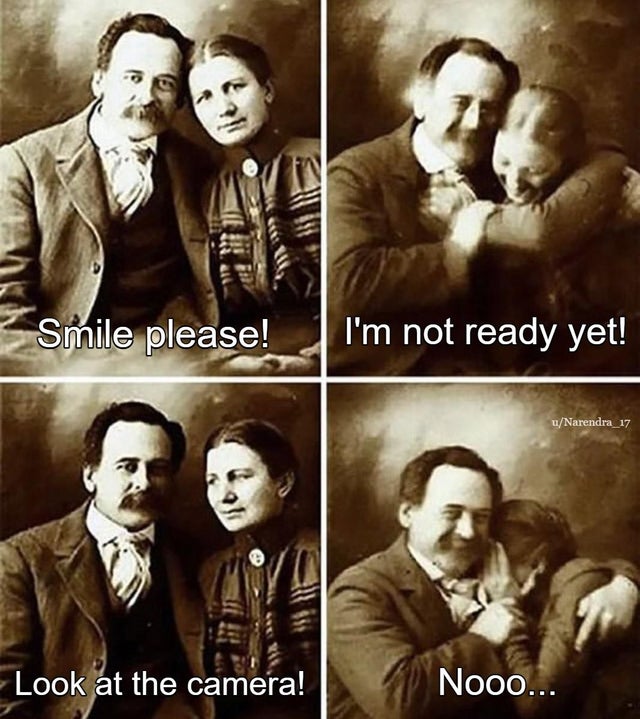 Smile please!
I'm not ready yet!
u/Narendra_17
Look at the camera!
Nooo...